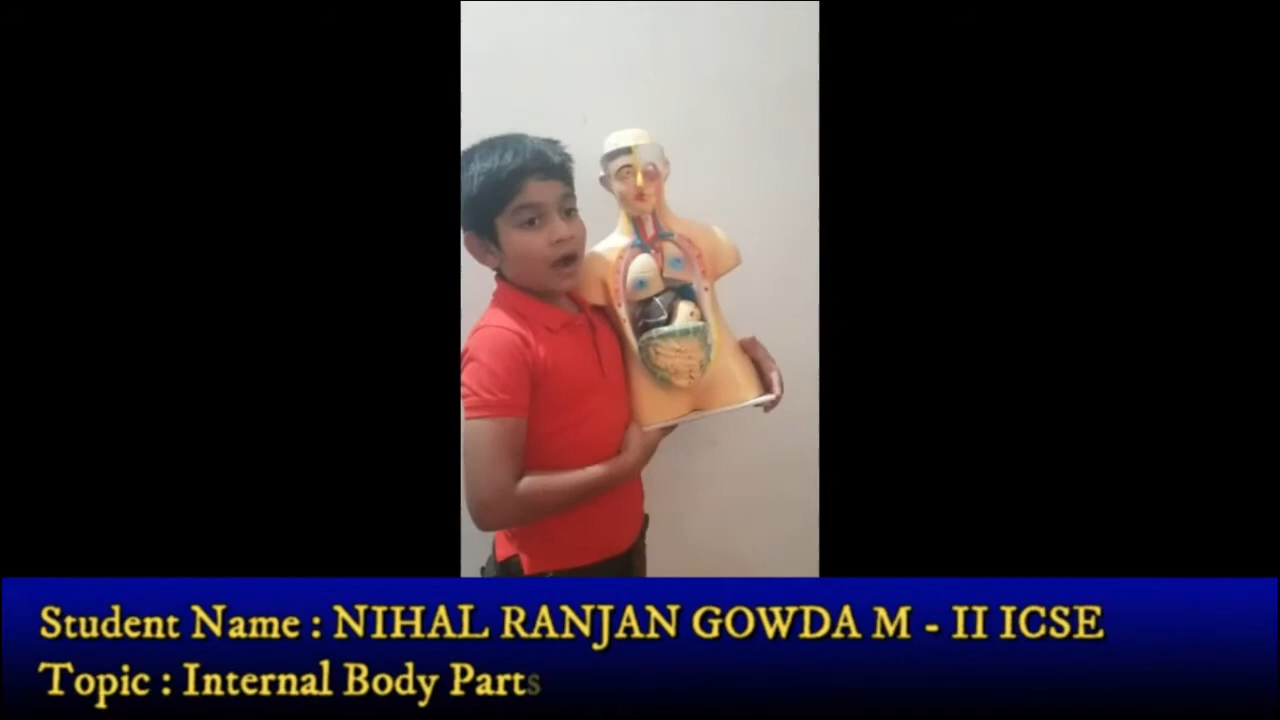 Student Name : NIHAL RANJAN GOWDA M - II ICSE
Topic : Internal Body Parts